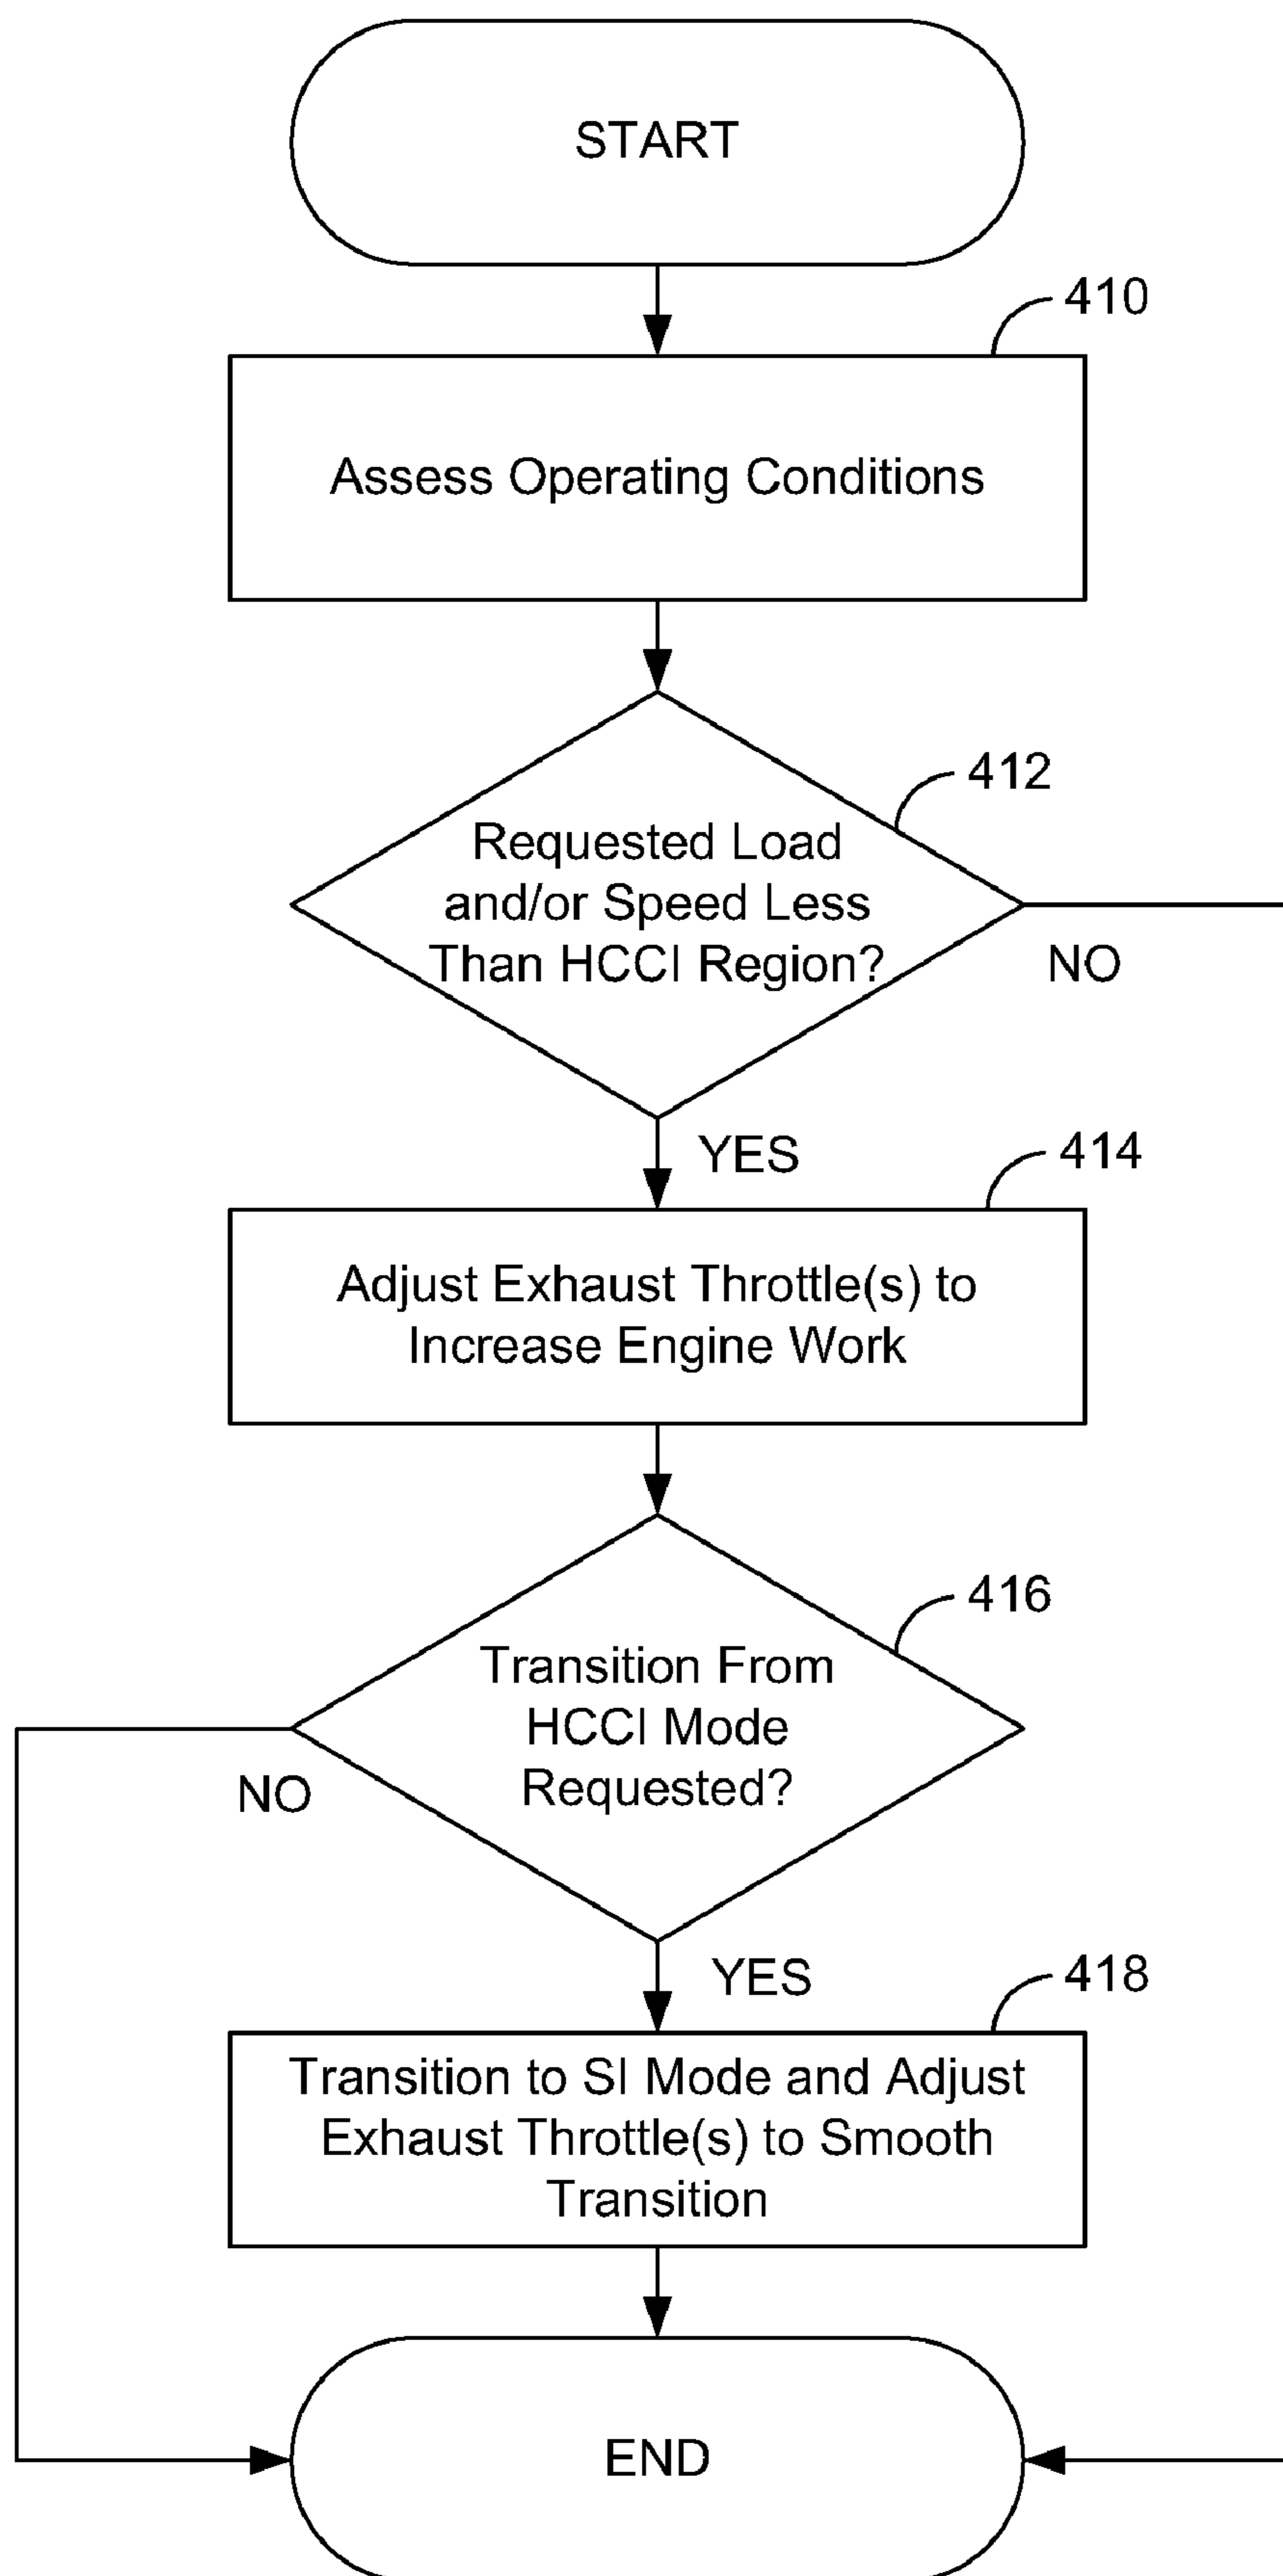 START
410
Assess Operating Conditions
412
Requested Load
and/or Speed Less
Than HCCI Region?
NO
YES
414
Adjust Exhaust Throttle(s) to
Increase Engine Work
416
Transition From
HCCI Mode
Requested?
NO
YES
418
Transition to SI Mode and Adjust
Exhaust Throttle(s) to Smooth
Transition
END